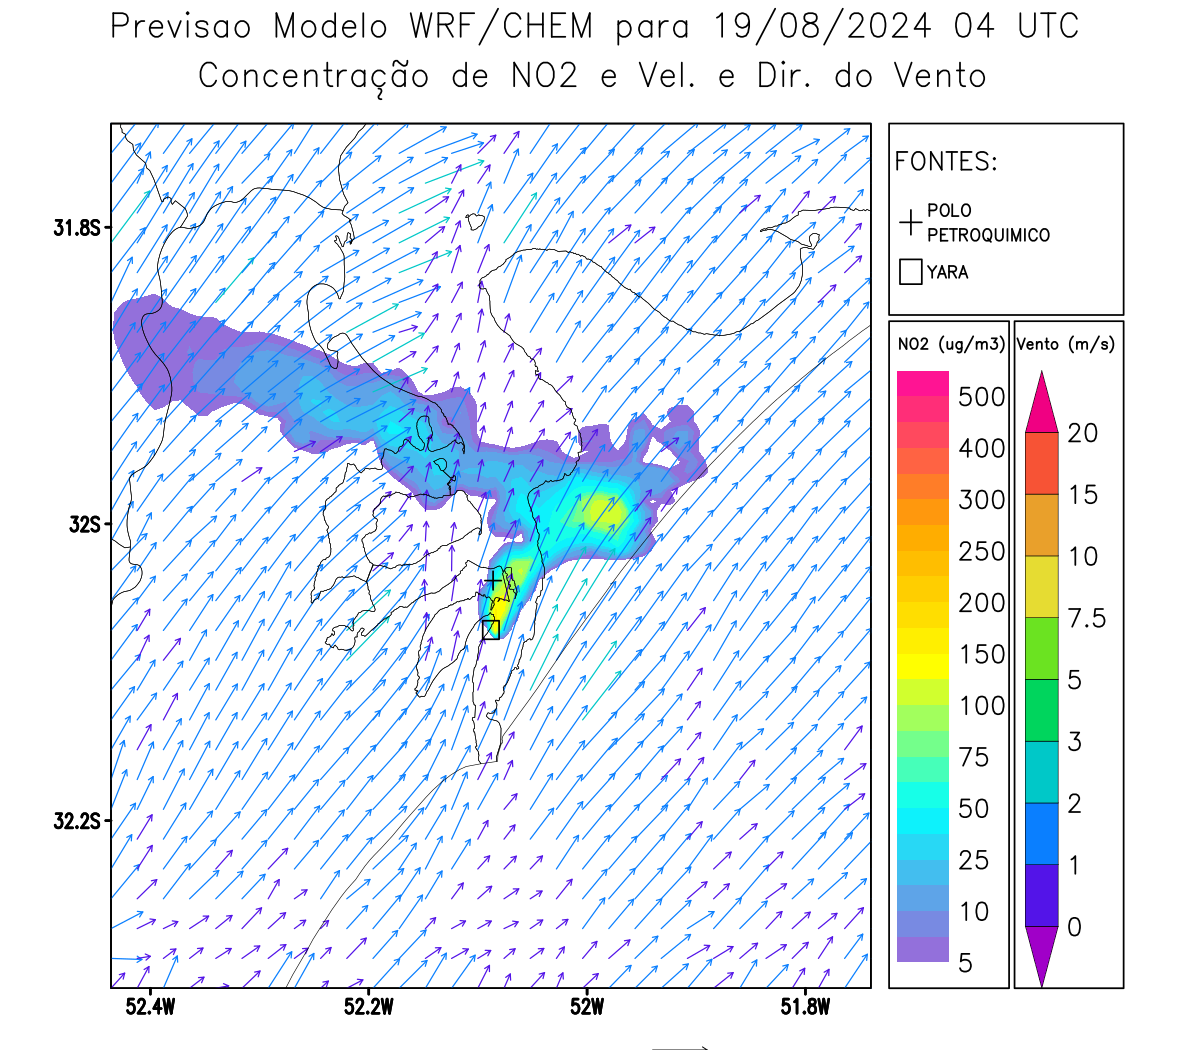 Previsao Modelo WRF/CHEM para 19/08/2024 04 UTC
Concentração de NO2 e Vel. e Dir. do Vento
FONTES:
POLO
PETROQUIMICO
YARA
31.8S
32S
32.2S
52.4W
52.2W
52W
51.8W
NO2 (ug/m3)
500
400
300
250
200
150
100
75
50
25
10
5
Vento (m/s)
20
15
10
7.5
5
3
2
1
0